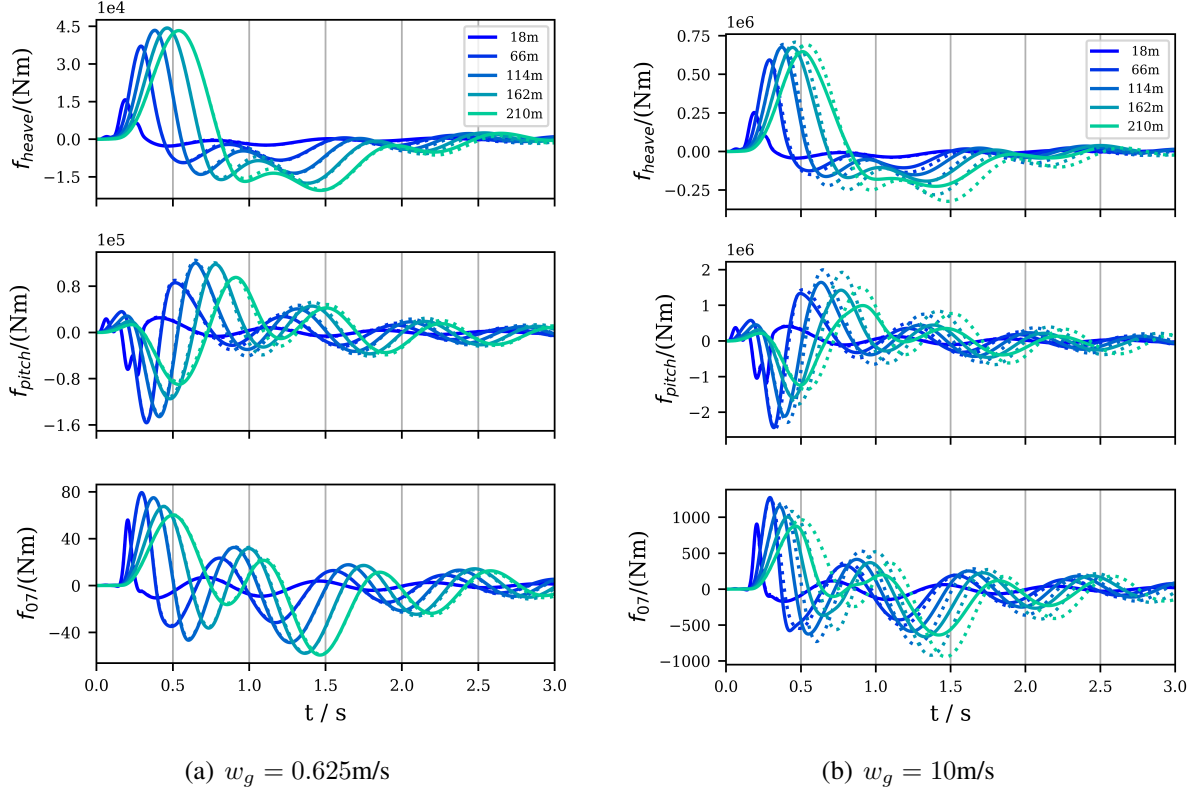 1e4
4.5
3.0
1.5
0.0
−1.5
f_heave/(Nm)
18m
66m
114m
162m
210m
1e5
0.8
0.0
−0.8
−1.6
f_pitch/(Nm)
80
40
0
−40
f_07/(Nm)
0.0 0.5 1.0 1.5 2.0 2.5 3.0
t / s
(a) w_g = 0.625m/s
1e6
0.75
0.50
0.25
0.00
−0.25
f_heave/(Nm)
18m
66m
114m
162m
210m
1e6
2
1
0
−1
−2
f_pitch/(Nm)
1000
500
0
−500
−1000
f_07/(Nm)
0.0 0.5 1.0 1.5 2.0 2.5 3.0
t / s
(b) w_g = 10m/s